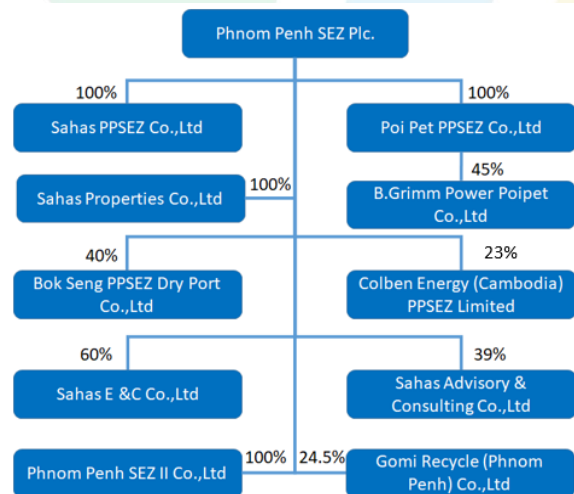 Phnom Penh SEZ Plc.
100%
100%
Sahas PPSEZ Co.,Ltd
Poi Pet PPSEZ Co.,Ltd
45%
Sahas Properties Co.,Ltd
100%
B.Grimm Power Poipet
Co.,Ltd
40%
23%
Bok Seng PPSEZ Dry Port
Co.,Ltd
Colben Energy (Cambodia)
PPSEZ Limited
60%
39%
Sahas E &C Co.,Ltd
Sahas Advisory &
Consulting Co.,Ltd
Phnom Penh SEZ II Co.,Ltd
100%
24.5%
Gomi Recycle (Phnom
Penh) Co.,Ltd